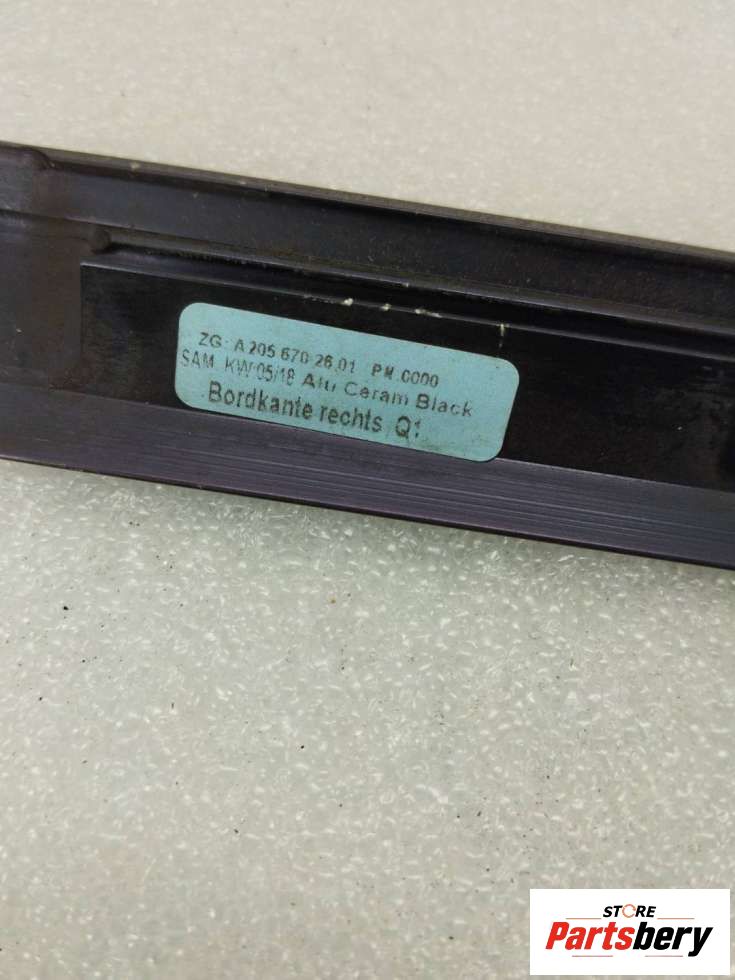 ZG: A 205 670 26 01 PM 0000
SAM KW 05/18 Alu Ceram Black
Bordkante rechts Q1
STORE
Partsbery